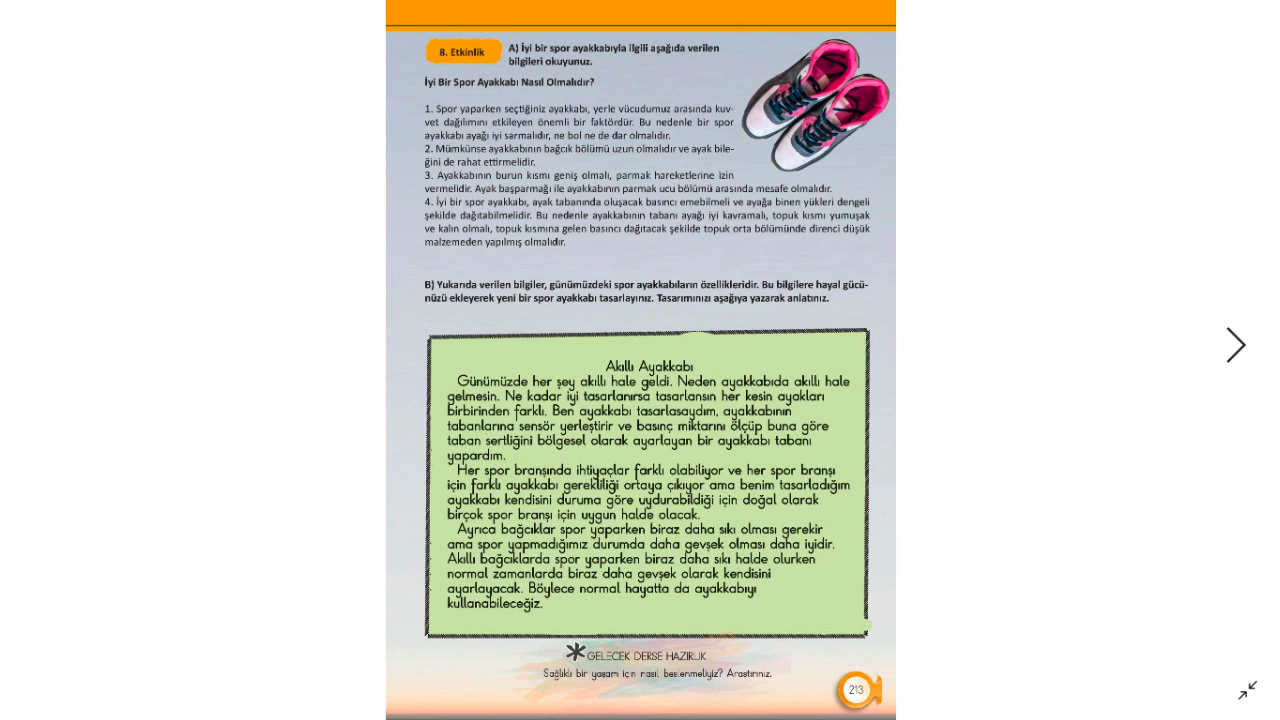 8. Etkinlik
A) İyi bir spor ayakkabıyla ilgili aşağıda verilen
bilgileri okuyunuz.
İyi Bir Spor Ayakkabı Nasıl Olmalıdır?
1. Spor yaparken seçtiğiniz ayakkabı, yerle vücudumuz arasında kuv-
vet dağılımını etkileyen önemli bir faktördür. Bu nedenle bir spor
ayakkabı ayağı iyi sarmalıdır, ne bol ne de dar olmalıdır.
2. Mümkünse ayakkabının bağcık bölümü uzun olmalıdır ve ayak bile-
ğini de rahat ettirmelidir.
3. Ayakkabının burun kısmı geniş olmalı, parmak hareketlerine izin
vermelidir. Ayak başparmağı ile ayakkabının parmak ucu bölümü arasında mesafe olmalıdır.
4. İyi bir spor ayakkabı, ayak tabanında oluşacak basıncı emebilmeli ve ayağa binen yükleri dengeli
şekilde dağıtabilmelidir. Bu nedenle ayakkabının tabanı ayağı iyi kavramalı, topuk kısmı yumuşak
ve kalın olmalı, topuk kısmına gelen basıncı dağıtacak şekilde topuk orta bölümünde direnci düşük
malzemeden yapılmış olmalıdır.
B) Yukarıda verilen bilgiler, günümüzdeki spor ayakkabıların özellikleridir. Bu bilgilere hayal gücü-
nüzü ekleyerek yeni bir spor ayakkabı tasarlayınız. Tasarımınızı aşağıya yazarak anlatınız.
Akıllı Ayakkabı
Günümüzde her şey akıllı hale geldi. Neden ayakkabıda akıllı hale
gelmesin. Ne kadar iyi tasarlanırsa tasarlansın her kesin ayakları
birbirinden farklı. Ben ayakkabı tasarlasaydım, ayakkabının
tabanlarına sensör yerleştirir ve basınç miktarını ölçüp buna göre
taban sertliğini bölgesel olarak ayarlayan bir ayakkabı tabanı
yapardım.
Her spor branşında ihtiyaçlar farklı olabiliyor ve her spor branşı
için farklı ayakkabı gerekliliği ortaya çıkıyor ama benim tasarladığım
ayakkabı kendisini duruma göre uydurabildiği için doğal olarak
birçok spor branşı için uygun halde olacak.
Ayrıca bağcıklar spor yaparken biraz daha sıkı olması gerekir
ama spor yapmadığımız durumda daha gevşek olması daha iyidir.
Akıllı bağcıklarda spor yaparken biraz daha sıkı halde olurken
normal zamanlarda biraz daha gevşek olarak kendisini
ayarlayacak. Böylece normal hayatta da ayakkabıyı
kullanabileceğiz.
GELECEK DERSE HAZIRLIK
Sağlıklı bir yaşam için nasıl beslenmeliyiz? Araştırınız.
213